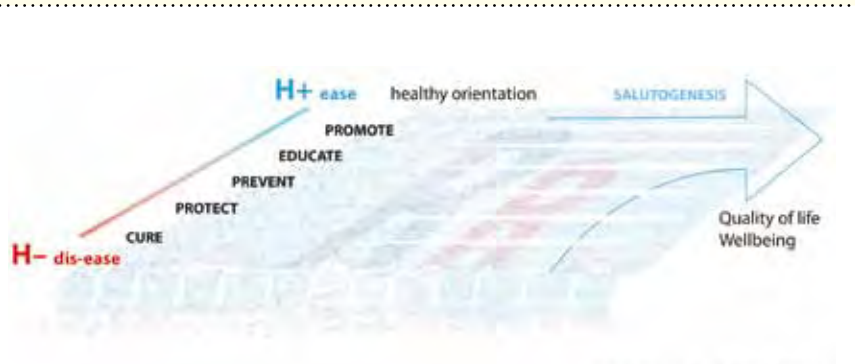 H+ ease healthy orientation SALUTOGENESIS
PROMOTE
EDUCATE
PREVENT
PROTECT
CURE
H– dis-ease
Quality of life
Wellbeing